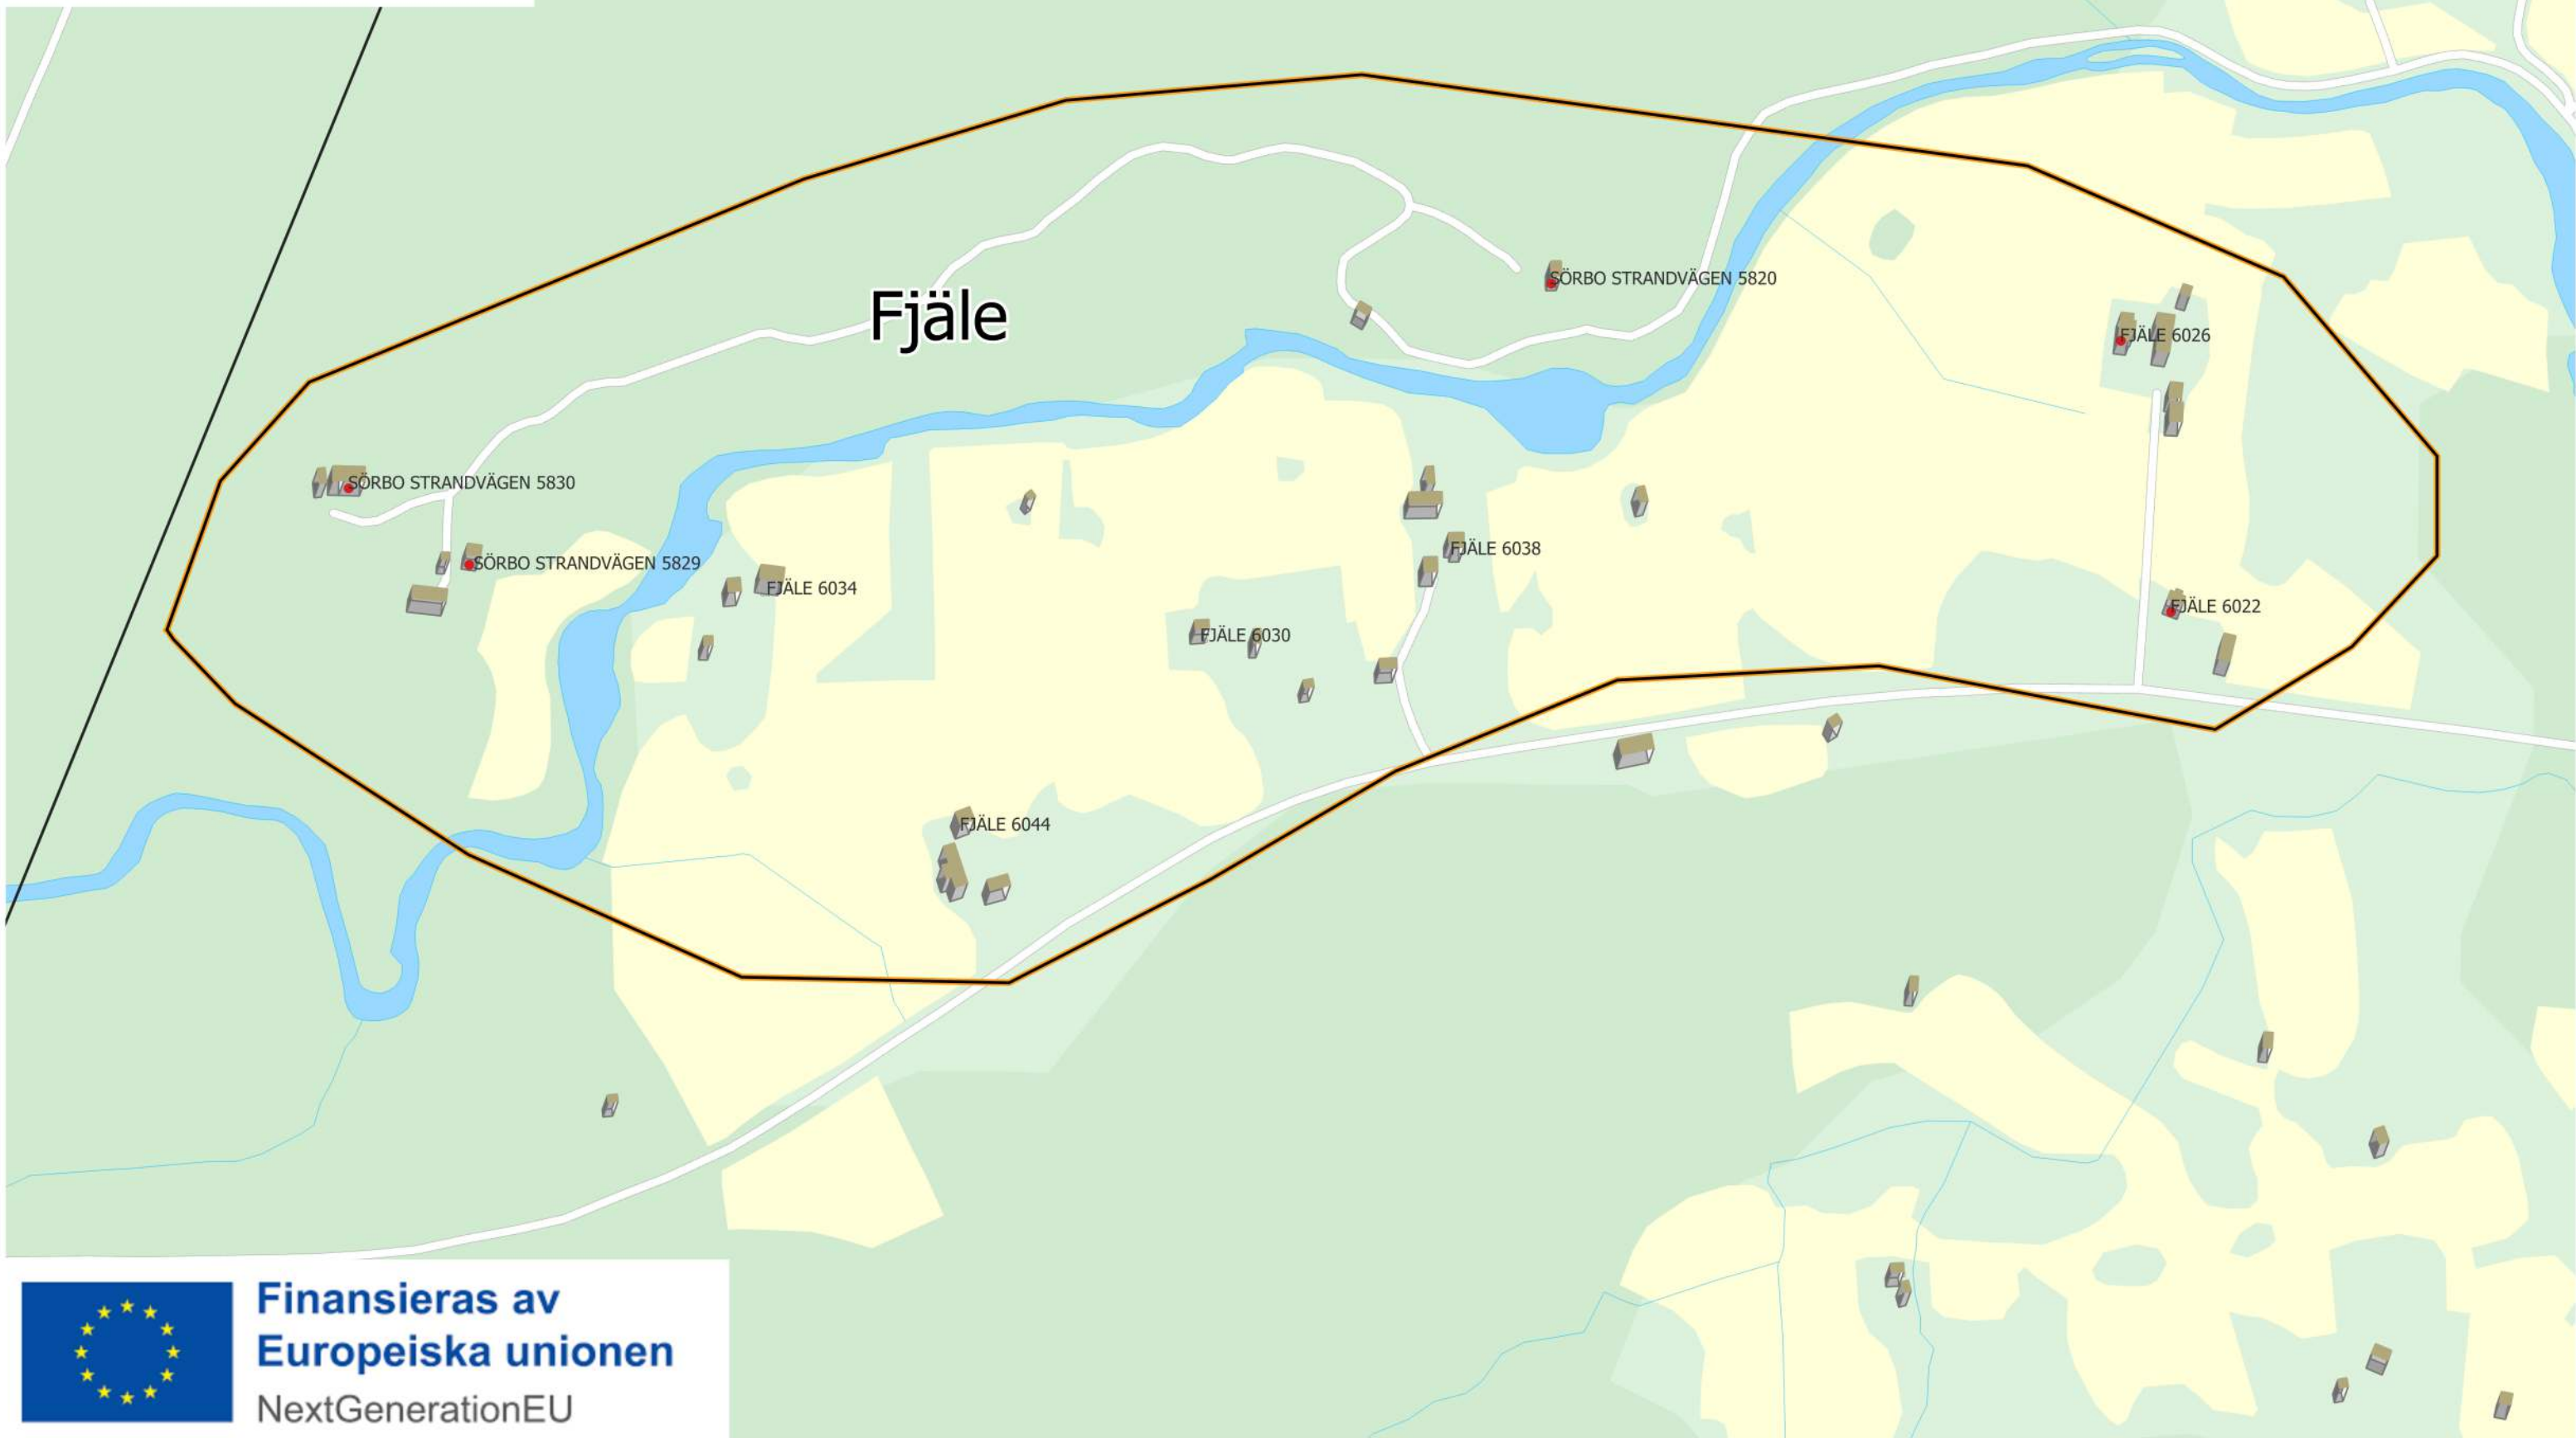 SÖRBO STRANDVÄGEN 5820
Fjäle
FJÄLE 6026
SÖRBO STRANDVÄGEN 5830
FJÄLE 6038
SÖRBO STRANDVÄGEN 5829
FJÄLE 6034
FJÄLE 6022
FJÄLE 6030
FJÄLE 6044
Finansieras av
Europeiska unionen
NextGenerationEU